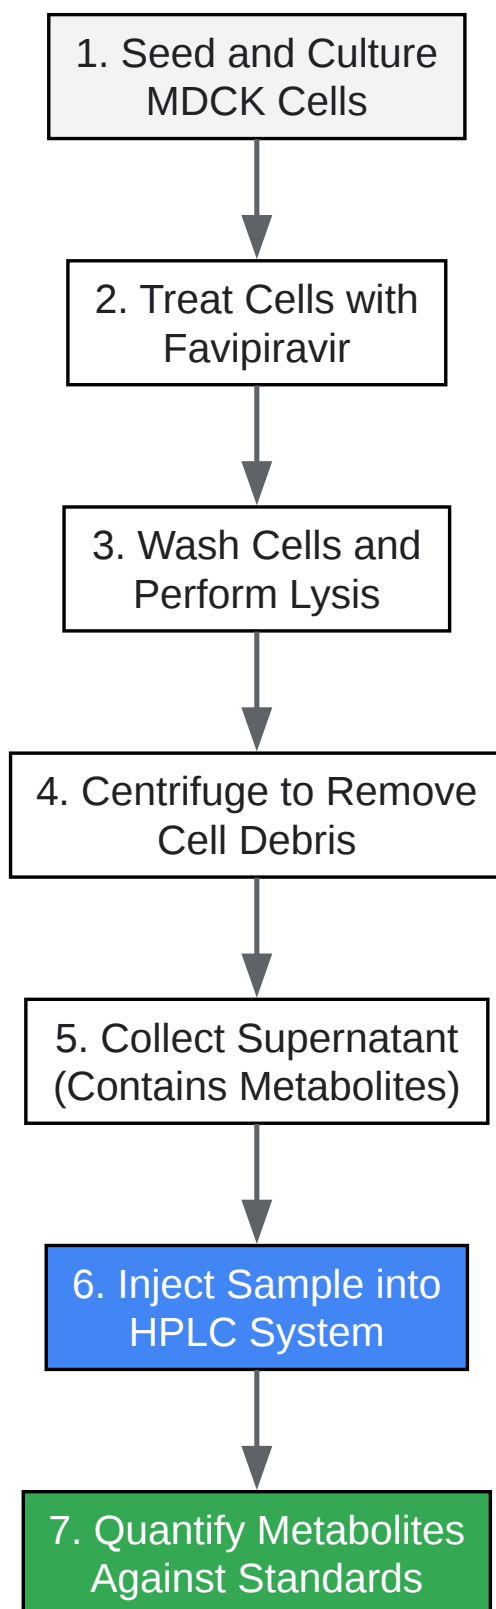 1. Seed and Culture
MDCK Cells
2. Treat Cells with
Favipiravir
3. Wash Cells and
Perform Lysis
4. Centrifuge to Remove
Cell Debris
5. Collect Supernatant
(Contains Metabolites)
6. Inject Sample into
HPLC System
7. Quantify Metabolites
Against Standards